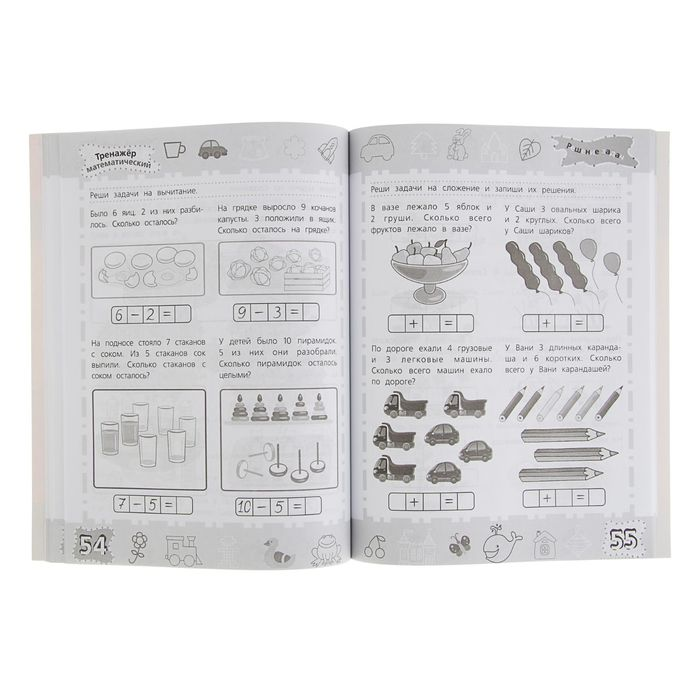 Тренажёр
математический
Реши задачи на вычитание.
Было 6 яиц. 2 из них разби-
лось. Сколько осталось?
На грядке выросло 9 кочанов
капусты. 3 положили в ящик.
Сколько осталось на грядке?
6 – 2 =
9 – 3 =
На подносе стояло 7 стаканов
с соком. Из 5 стаканов сок
выпили. Сколько стаканов с
соком осталось?
У детей было 10 пирамидок.
5 из них они разобрали.
Сколько пирамидок осталось
целыми?
7 – 5 =
10 – 5 =
54
Реши задачи на сложение и запиши их решения.
В вазе лежало 5 яблок и
2 груши. Сколько всего
фруктов лежало в вазе?
У Саши 3 овальных шарика
и 2 круглых. Сколько всего
у Саши шариков?
+ =
+ =
По дороге ехали 4 грузовые
и 3 легковые машины.
Сколько всего машин ехало
по дороге?
У Вани 3 длинных каранда-
ша и 6 коротких. Сколько
всего у Вани карандашей?
+ =
+ =
55